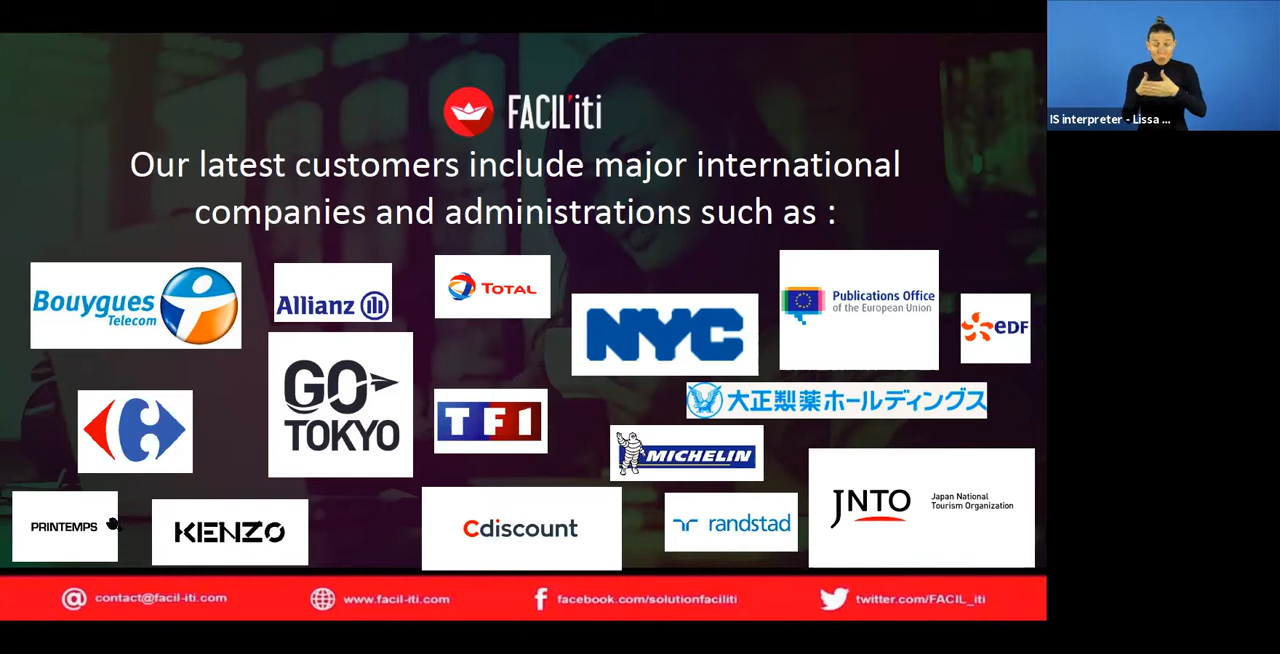 FACIL'iti
Our latest customers include major international
companies and administrations such as :
IS interpreter - Lissa ...
Bouygues
Telecom
Allianz
TOTAL
NYC
Publications Office
of the European Union
eDF
GO
TOKYO
TF1
大正製薬ホールディングス
MICHELIN
PRINTEMPS
KENZO
Cdiscount
randstad
JNTO
Japan National
Tourism Organization
@ contact@facil-iti.com
www.facil-iti.com
f facebook.com/solutionfaciliti
twitter.com/FACIL_iti